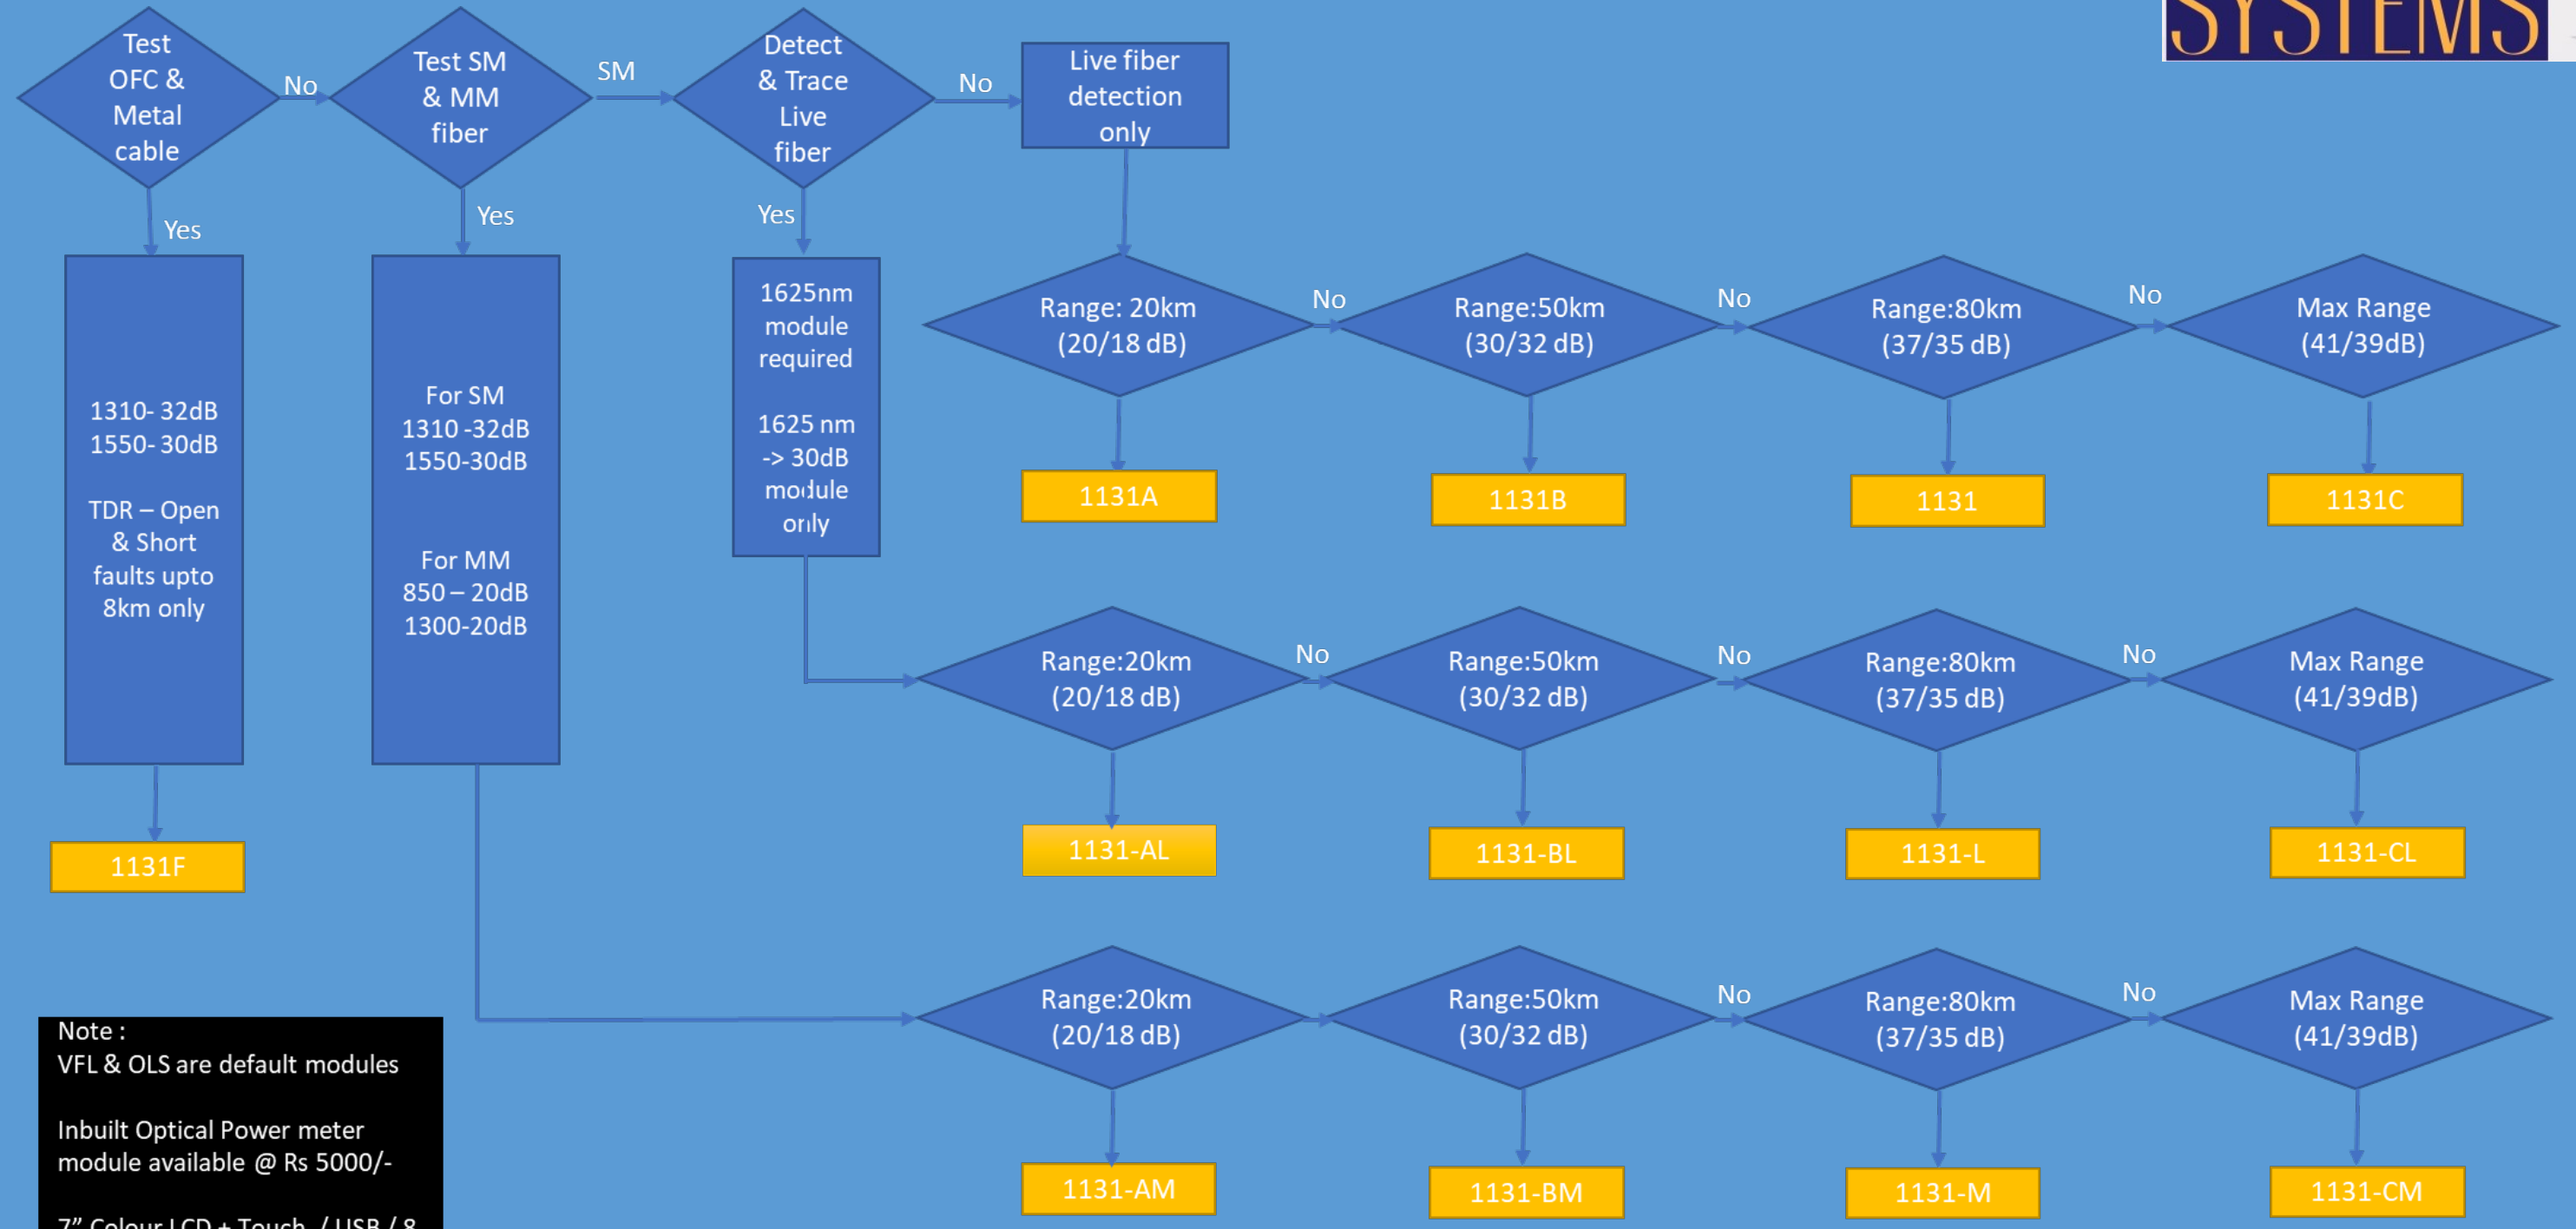 SYSTEMS
Test
OFC &
Metal
cable
No
Test SM
& MM
fiber
SM
Detect
& Trace
Live
fiber
No
Live fiber
detection
only
Yes
Yes
Yes
1310- 32dB
1550- 30dB
TDR – Open
& Short
faults upto
8km only
For SM
1310 -32dB
1550-30dB
For MM
850 – 20dB
1300-20dB
1625nm
module
required
1625 nm
-> 30dB
module
only
Range: 20km
(20/18 dB)
No
Range:50km
(30/32 dB)
No
Range:80km
(37/35 dB)
No
Max Range
(41/39dB)
1131A
1131B
1131
1131C
Range:20km
(20/18 dB)
No
Range:50km
(30/32 dB)
No
Range:80km
(37/35 dB)
No
Max Range
(41/39dB)
1131F
1131-AL
1131-BL
1131-L
1131-CL
Range:20km
(20/18 dB)
Range:50km
(30/32 dB)
No
Range:80km
(37/35 dB)
No
Max Range
(41/39dB)
1131-AM
1131-BM
1131-M
1131-CM
Note :
VFL & OLS are default modules
Inbuilt Optical Power meter
module available @ Rs 5000/-
7” Colour LCD + Touch / USB / 8